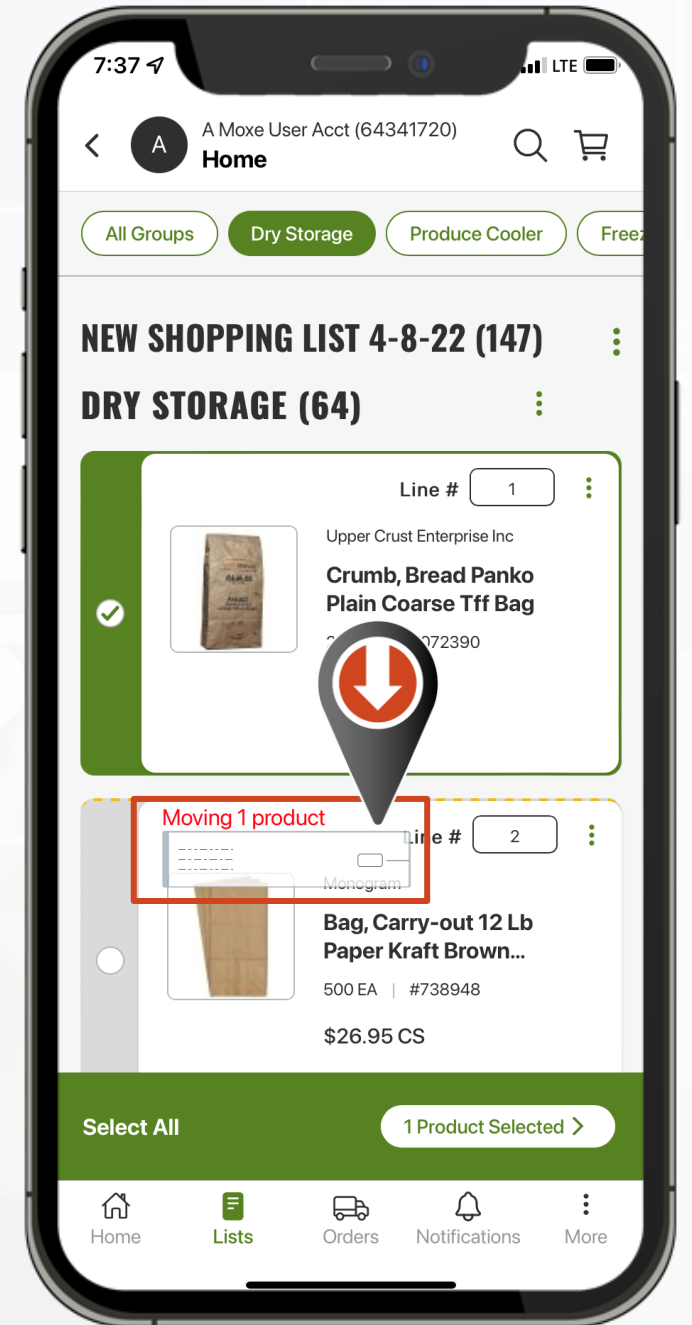 7:37
LTE
A
A Moxe User Acct (64341720)
Home
All Groups
Dry Storage
Produce Cooler
NEW SHOPPING LIST 4-8-22 (147)
DRY STORAGE (64)
Line # 1
Upper Crust Enterprise Inc
Crumb, Bread Panko
Plain Coarse Tff Bag
Moving 1 product
Line # 2
Monogram
Bag, Carry-out 12 Lb
Paper Kraft Brown...
500 EA | #738948
$26.95 CS
Select All
1 Product Selected
Home
Lists
Orders
Notifications
More